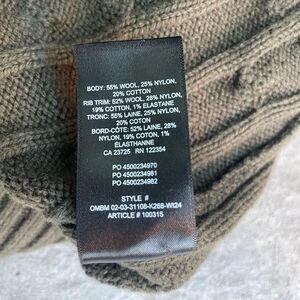 BODY: 55% WOOL, 25% NYLON,
20% COTTON
RIB TRIM: 52% WOOL, 28% NYLON,
19% COTTON, 1% ELASTANE
TRONC: 55% LAINE, 25% NYLON,
20% COTON
BORD-CÔTE: 52% LAINE, 28%
NYLON, 19% COTON, 1%
ÉLASTHANNE
CA 23725 RN 122354
PO 4500234970
PO 4500234981
PO 4500234982
STYLE #
OMBM 02-03-31108-K268-WI24
ARTICLE # 100315